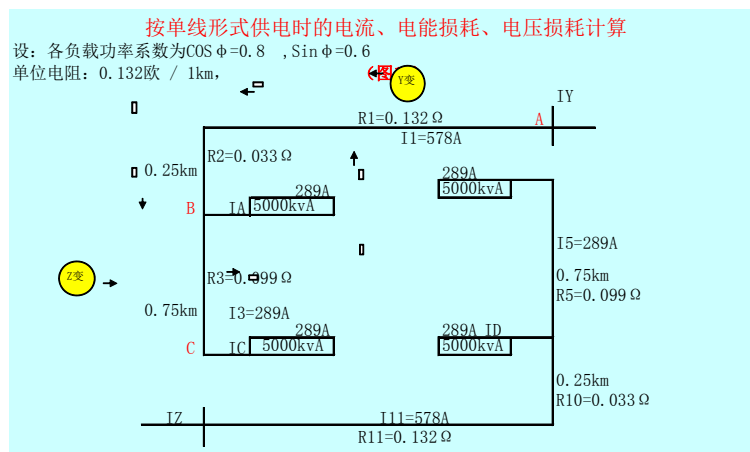 按单线形式供电时的电流、电能损耗、电压损耗计算
设：各负载功率系数为COSφ=0.8 ,Sinφ=0.6
单位电阻：0.132欧 / 1km,
(图
Y变
IY
R1=0.132Ω
A
I1=578A
R2=0.033Ω
0.25km
289A
5000kvA
289A
5000kvA
B
IA
I5=289A
0.75km
R5=0.099Ω
Z变
R3=0.099Ω
0.75km
I3=289A
289A
5000kvA
289A ID
5000kvA
C
IC
0.25km
R10=0.033Ω
IZ
I11=578A
R11=0.132Ω